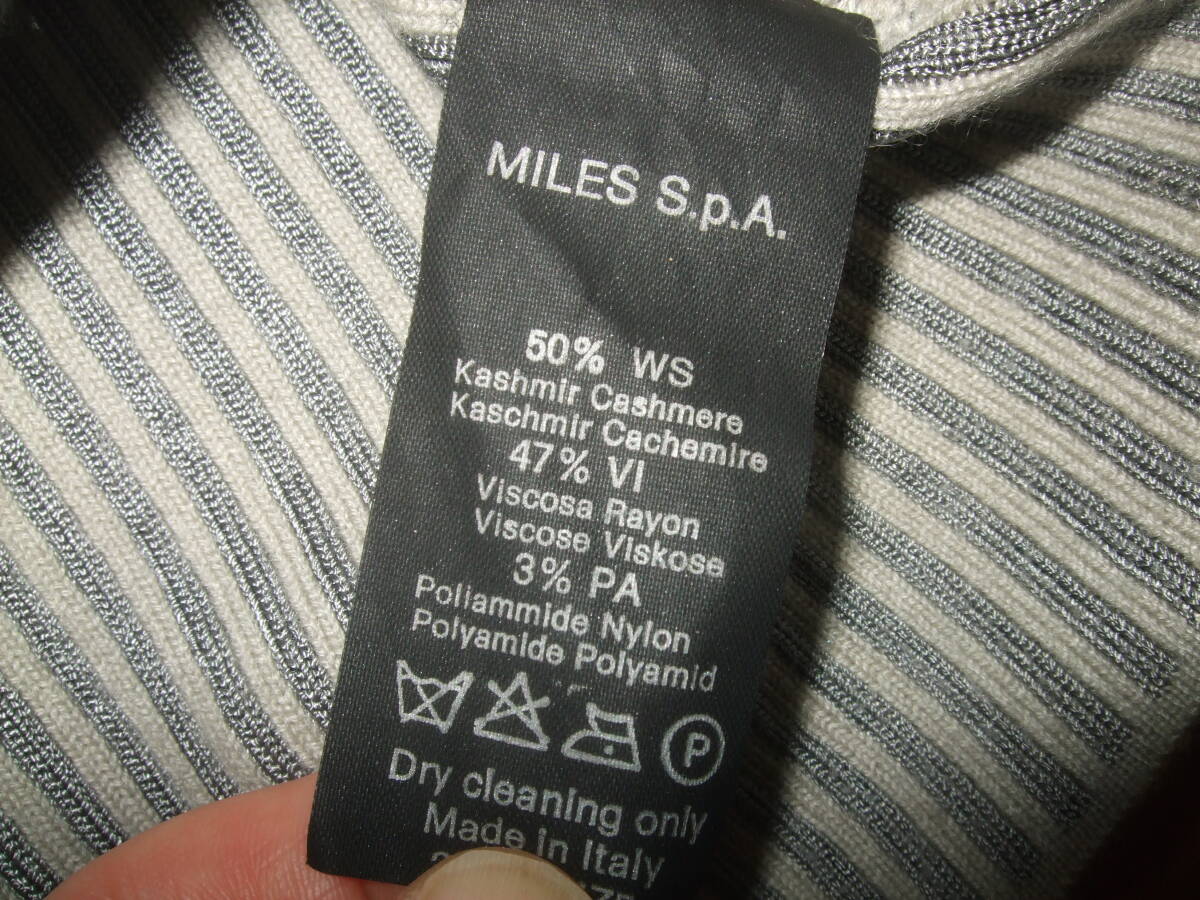 MILES S.p.A.
50% WS
Kashmir Cashmere
Kaschmir Cachemire
47% VI
Viscosa Rayon
Viscose Viskose
3% PA
Poliammide Nylon
Polyamide Polyamid
P
Dry cleaning only
Made in Italy